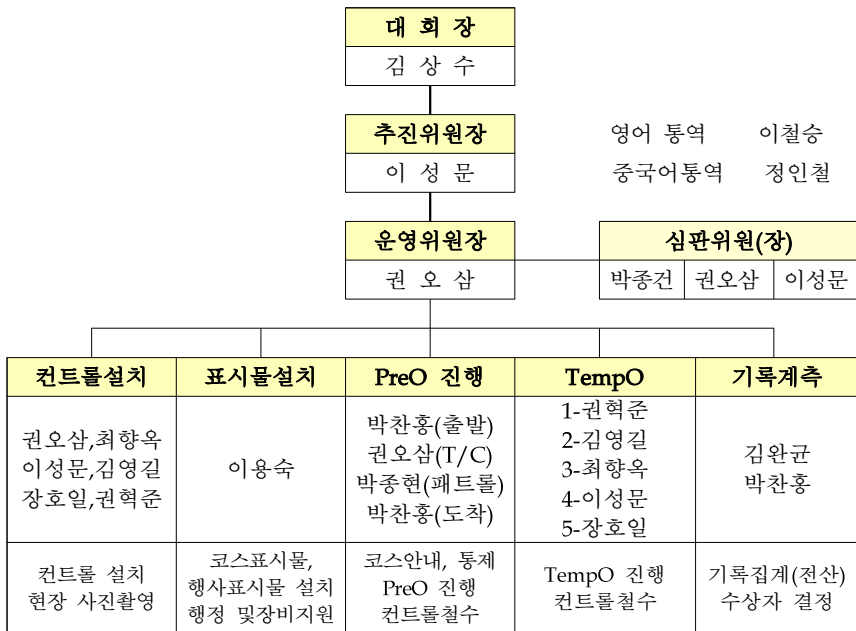 대 회 장
김 상 수
추진위원장
이 성 문
영어 통역 이철승
중국어통역 정인철
운영위원장
권 오 삼
심판위원(장)
박종건 권오삼 이성문
컨트롤설치
권오삼,최향옥
이성문,김영길
장호일,권혁준
컨트롤 설치
현장 사진촬영
표시물설치
이용숙
코스표시물,
행사표시물 설치
행정 및장비지원
PreO 진행
박찬홍(출발)
권오삼(T/C)
박종현(패트롤)
박찬홍(도착)
코스안내, 통제
PreO 진행
컨트롤철수
TempO
1-권혁준
2-김영길
3-최향옥
4-이성문
5-장호일
TempO 진행
컨트롤철수
기록계측
김완균
박찬홍
기록집계(전산)
수상자 결정